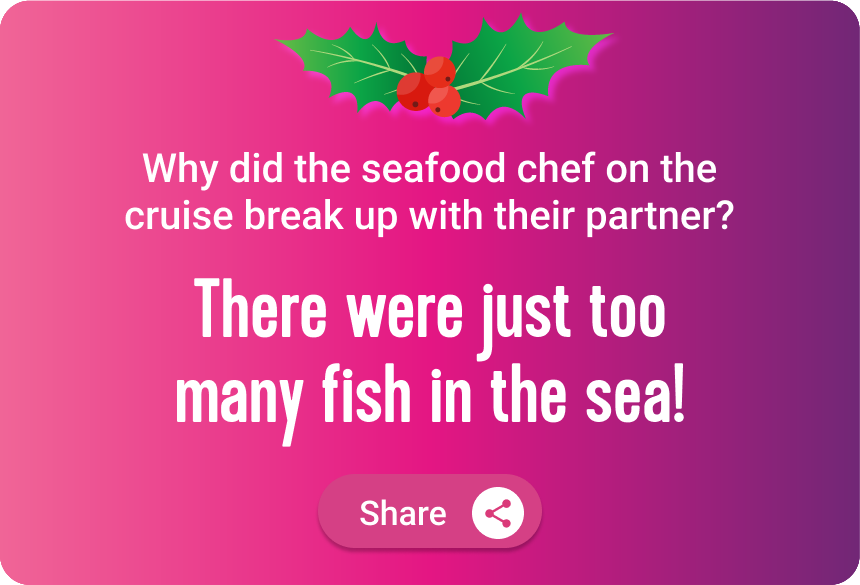 Why did the seafood chef on the
cruise break up with their partner?
There were just too
many fish in the sea!
Share